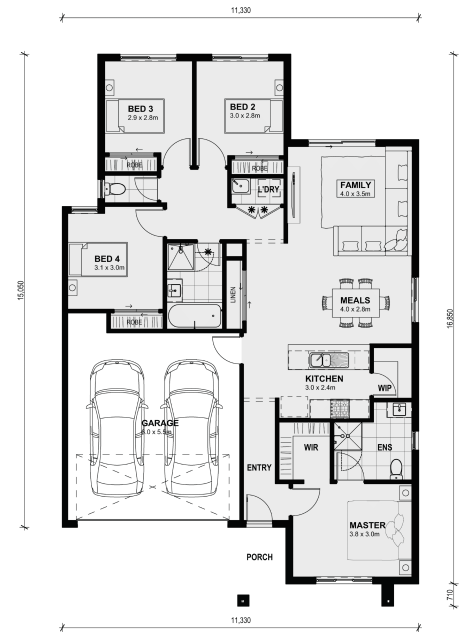 11,330
BED 3
2.9 x 2.8m
BED 2
3.0 x 2.8m
ROBE
ROBE
L'DRY
FAMILY
4.0 x 3.5m
BED 4
3.1 x 3.0m
15,050
16,850
LINEN
MEALS
4.0 x 2.8m
ROBE
KITCHEN
3.0 x 2.4m
WIP
GARAGE
6.0 x 5.5m
WIR
ENS
ENTRY
MASTER
3.8 x 3.0m
PORCH
710
11,330